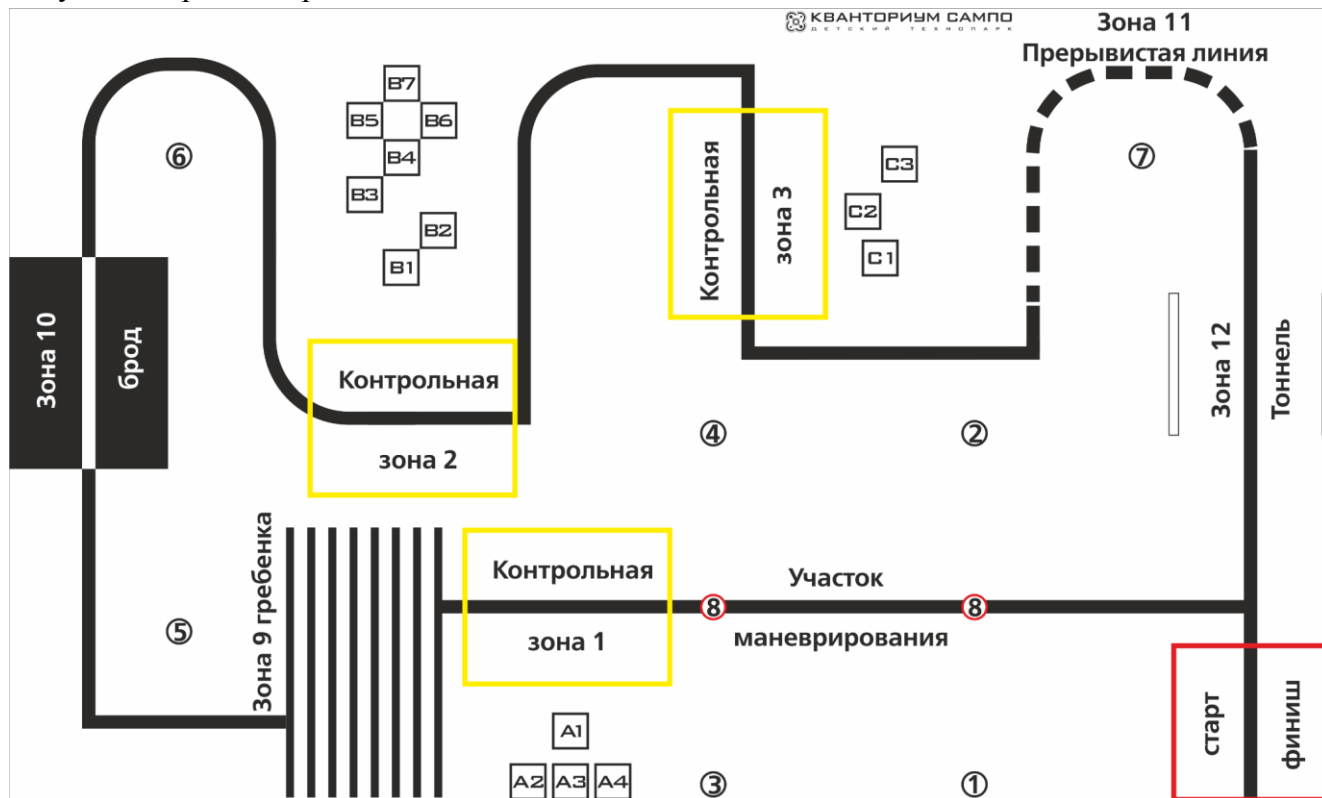 КВАНТОРИУМ САМПО
ДЕТСКИЙ ТЕХНОПАРК
Зона 11
Прерывистая линия
B7
B5
B6
B4
B3
B2
B1
6
Контрольная
зона 3
C3
C2
C1
7
Зона 10
брод
Контрольная
зона 2
4
2
Зона 12
Тоннель
Зона 9 гребенка
Контрольная
зона 1
8
Участок
маневрирования
8
5
старт
финиш
A1
A2
A3
A4
3
1